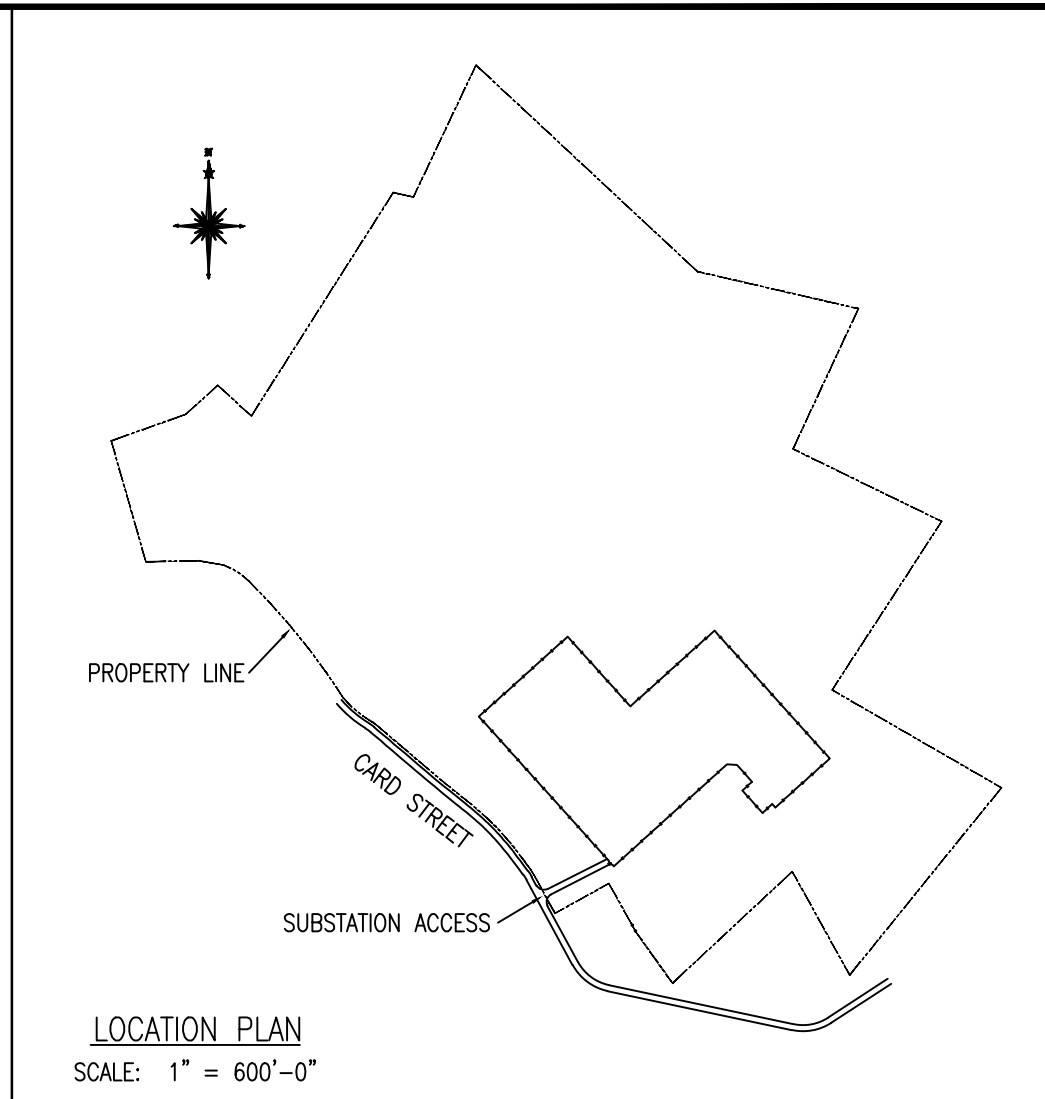 N
PROPERTY LINE
CARD STREET
SUBSTATION ACCESS
LOCATION PLAN
SCALE: 1" = 600'-0"